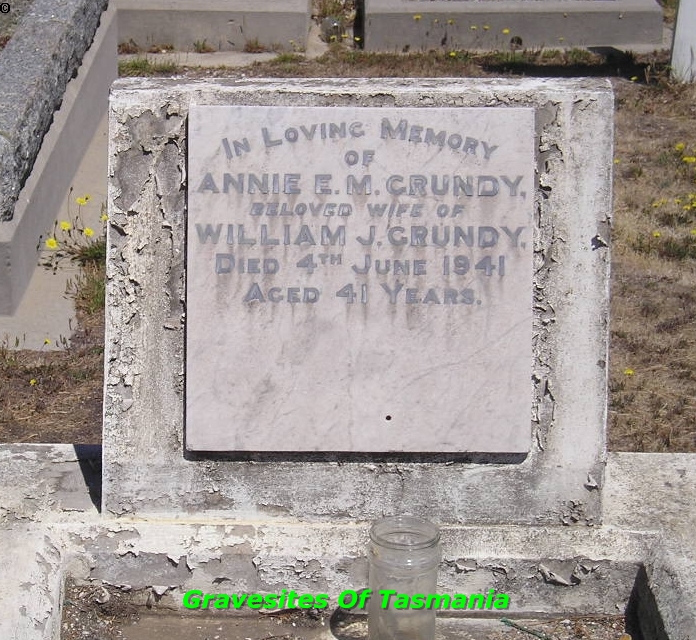 ©
In Loving Memory
of
Annie E. M. Grundy,
beloved wife of
William J. Grundy,
Died 4th June 1941
Aged 41 Years.
Gravesites Of Tasmania